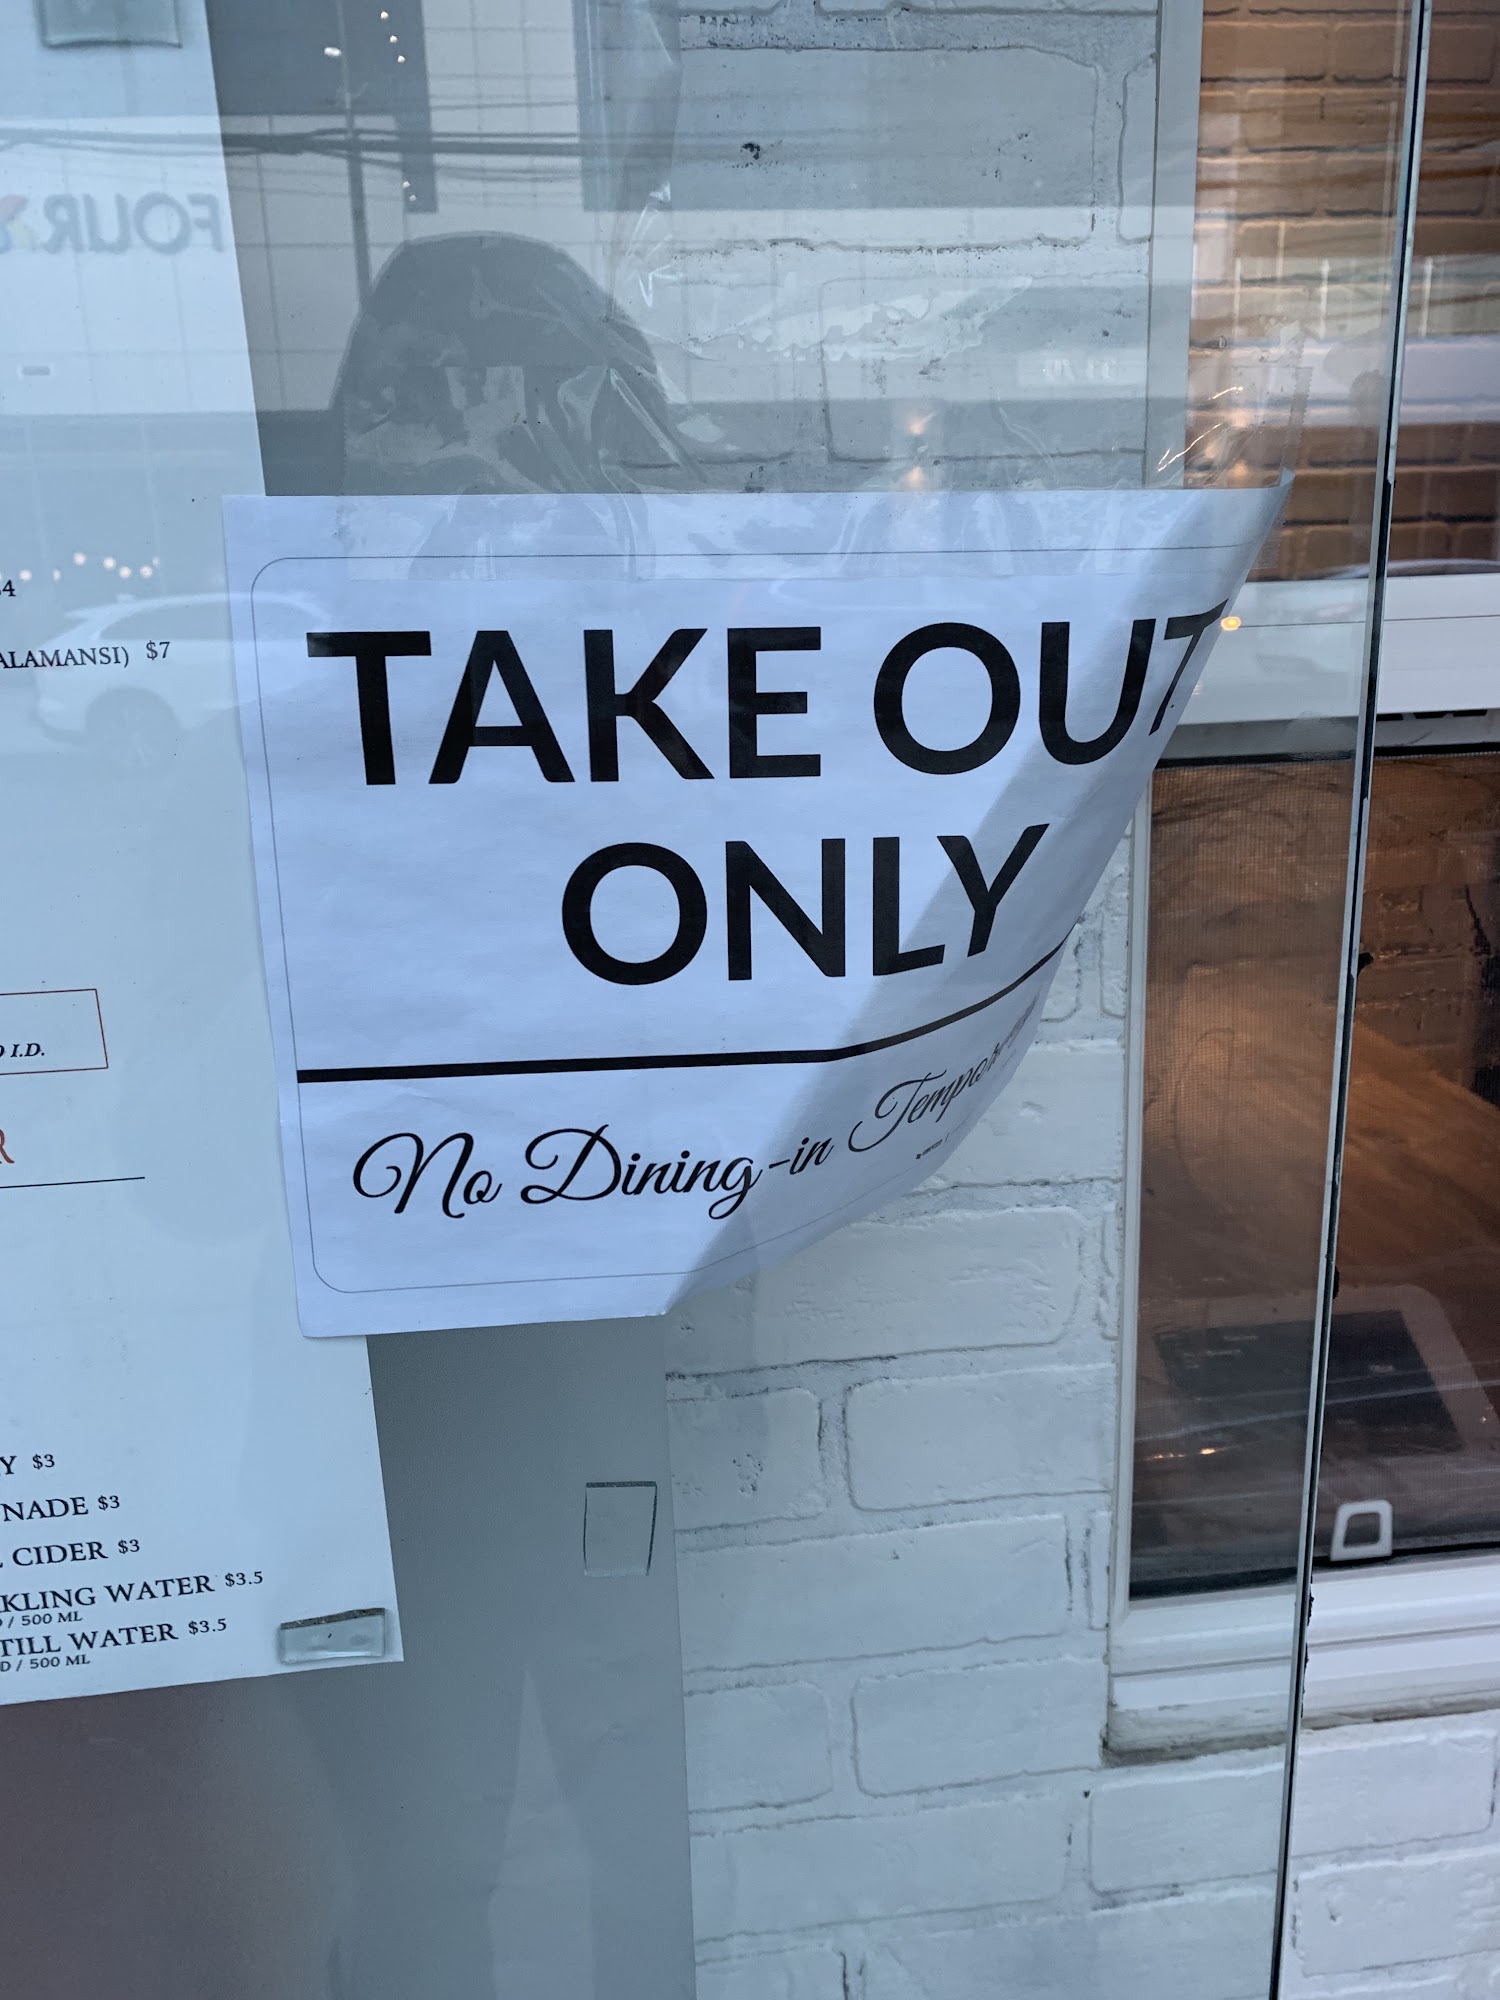 FOUR
4
ALAMANSI) $7
TAKE OUT
ONLY
No Dining-in
I.D.
R
Y $3
NADE $3
CIDER $3
KLING WATER $3.5
/ 500 ML
TILL WATER $3.5
D / 500 ML